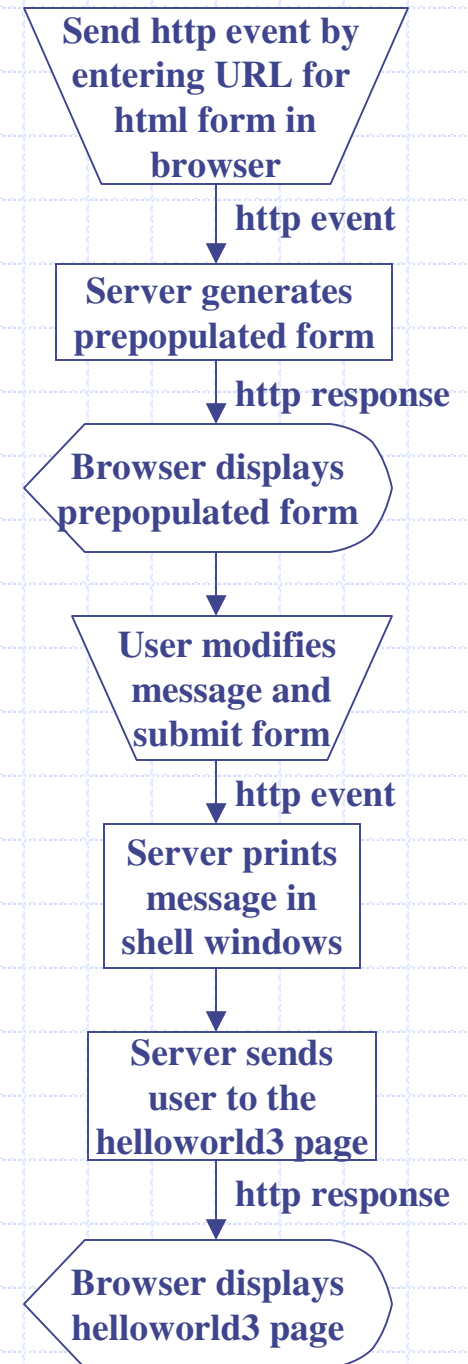 Send http event by
entering URL for
html form in
browser
http event
Server generates
prepopulated form
http response
Browser displays
prepopulated form
User modifies
message and
submit form
http event
Server prints
message in
shell windows
Server sends
user to the
helloworld3 page
http response
Browser displays
helloworld3 page